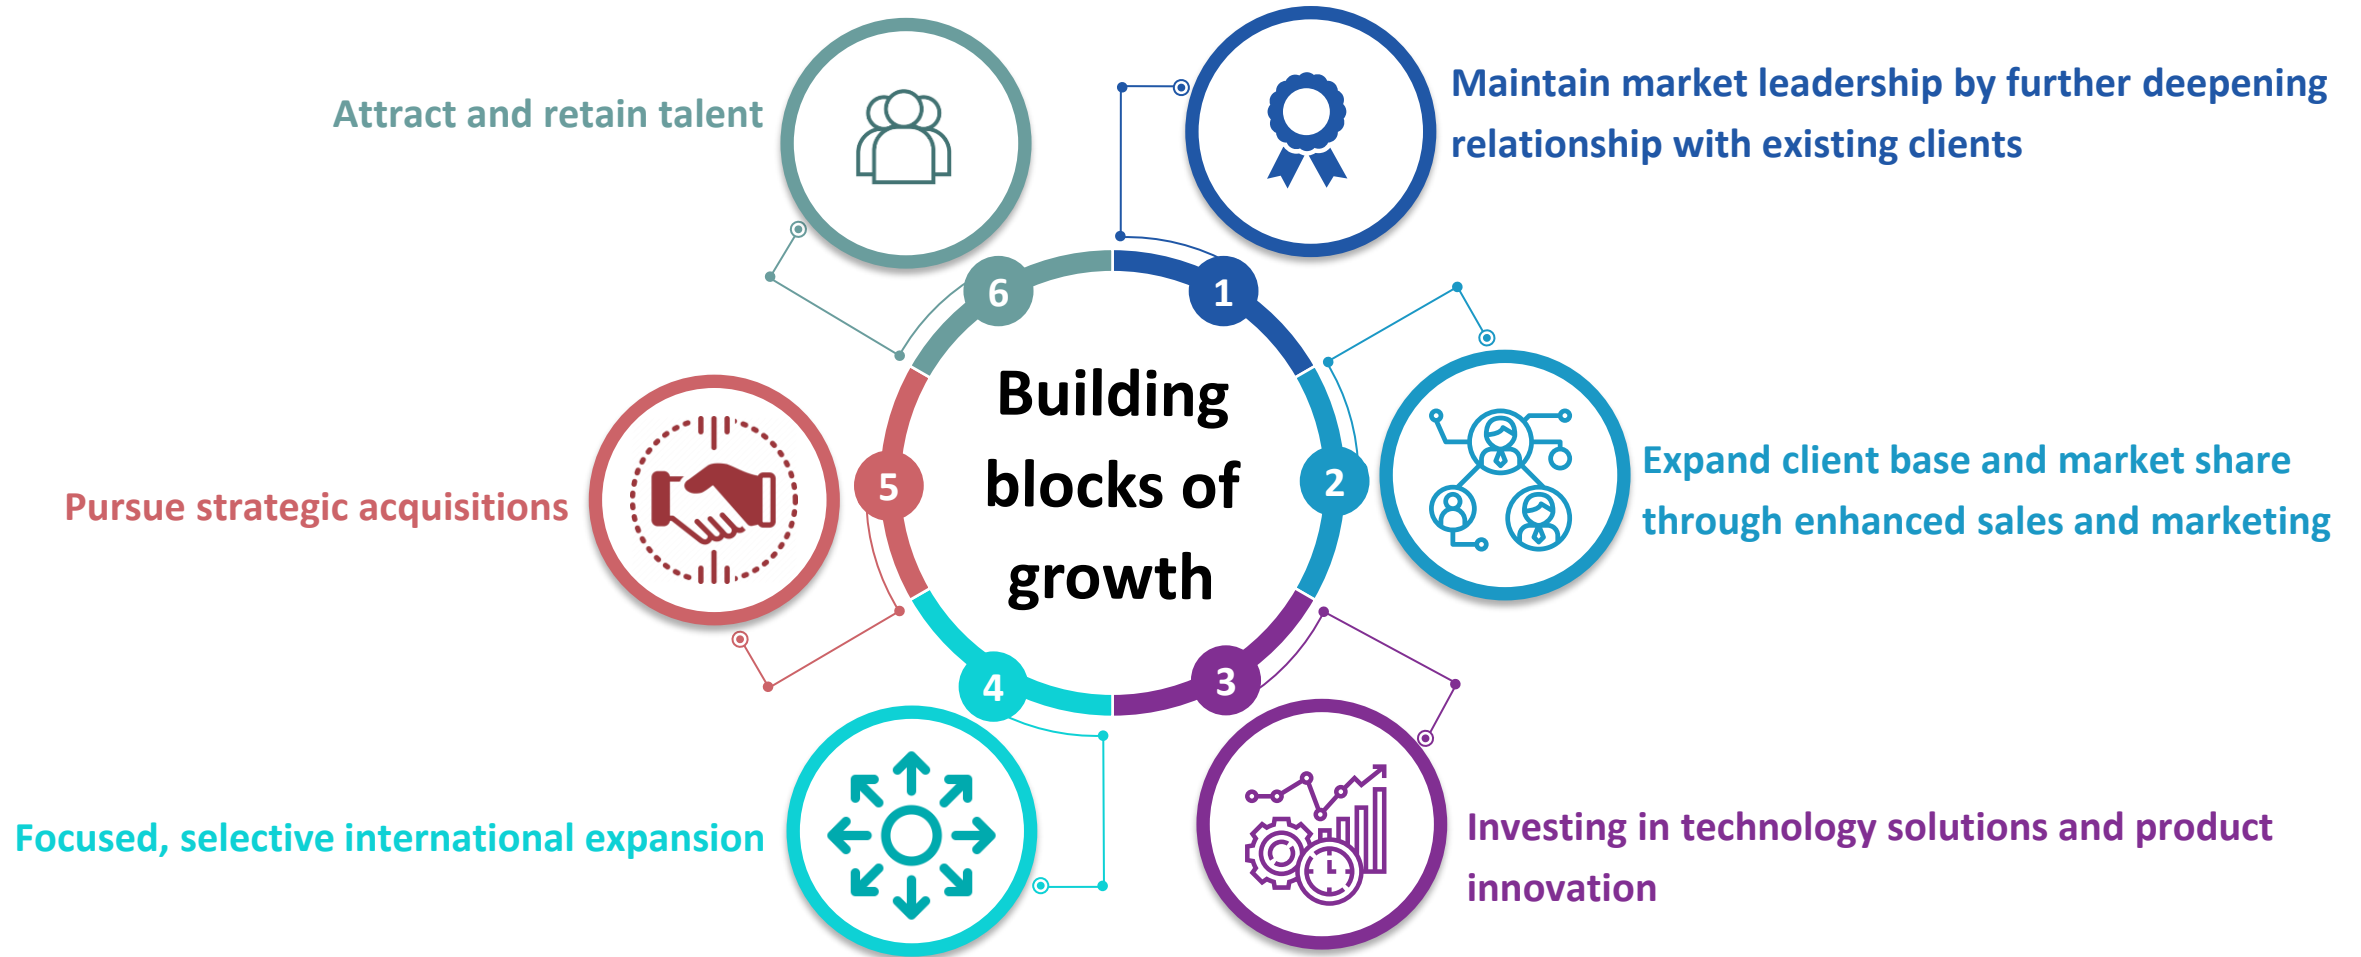 Building
blocks of
growth
1
Maintain market leadership by further deepening
relationship with existing clients
2
Expand client base and market share
through enhanced sales and marketing
3
Investing in technology solutions and product
innovation
4
Focused, selective international expansion
5
Pursue strategic acquisitions
6
Attract and retain talent